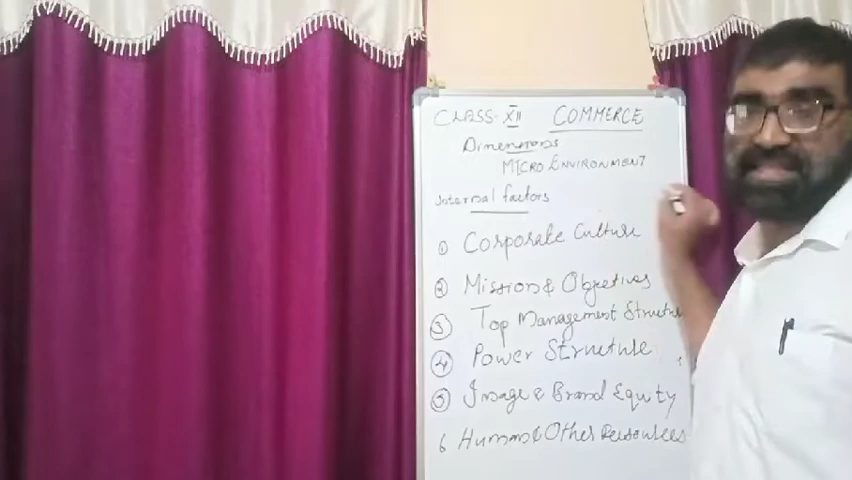 CLASS- XII COMMERCE
Dimensions
MICRO ENVIRONMENT
Internal factors
① Corporate Culture
② Mission & Objetives
③ Top Management Structure
④ Power Structure
⑤ Image & Brand Equity
6 Human & Other Resources